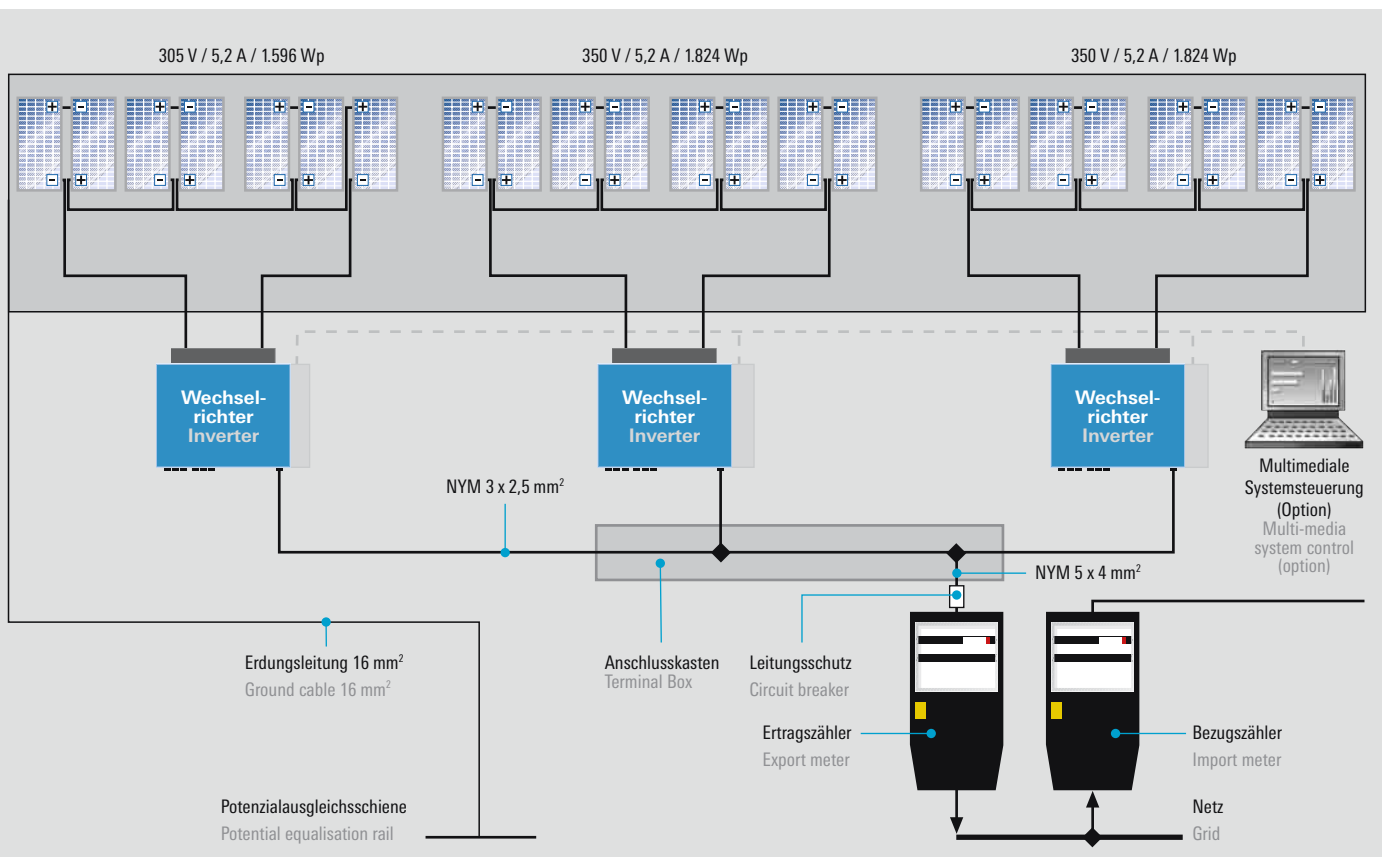 305 V / 5,2 A / 1.596 Wp
350 V / 5,2 A / 1.824 Wp
350 V / 5,2 A / 1.824 Wp
Wechsel-
richter
Inverter
Wechsel-
richter
Inverter
Wechsel-
richter
Inverter
Multimediale
Systemsteuerung
(Option)
Multi-media
system control
(option)
NYM 3 x 2,5 mm²
NYM 5 x 4 mm²
Erdungsleitung 16 mm²
Ground cable 16 mm²
Anschlusskasten
Terminal Box
Leitungsschutz
Circuit breaker
Ertragszähler
Export meter
Bezugszähler
Import meter
Potenzialausgleichsschiene
Potential equalisation rail
Netz
Grid